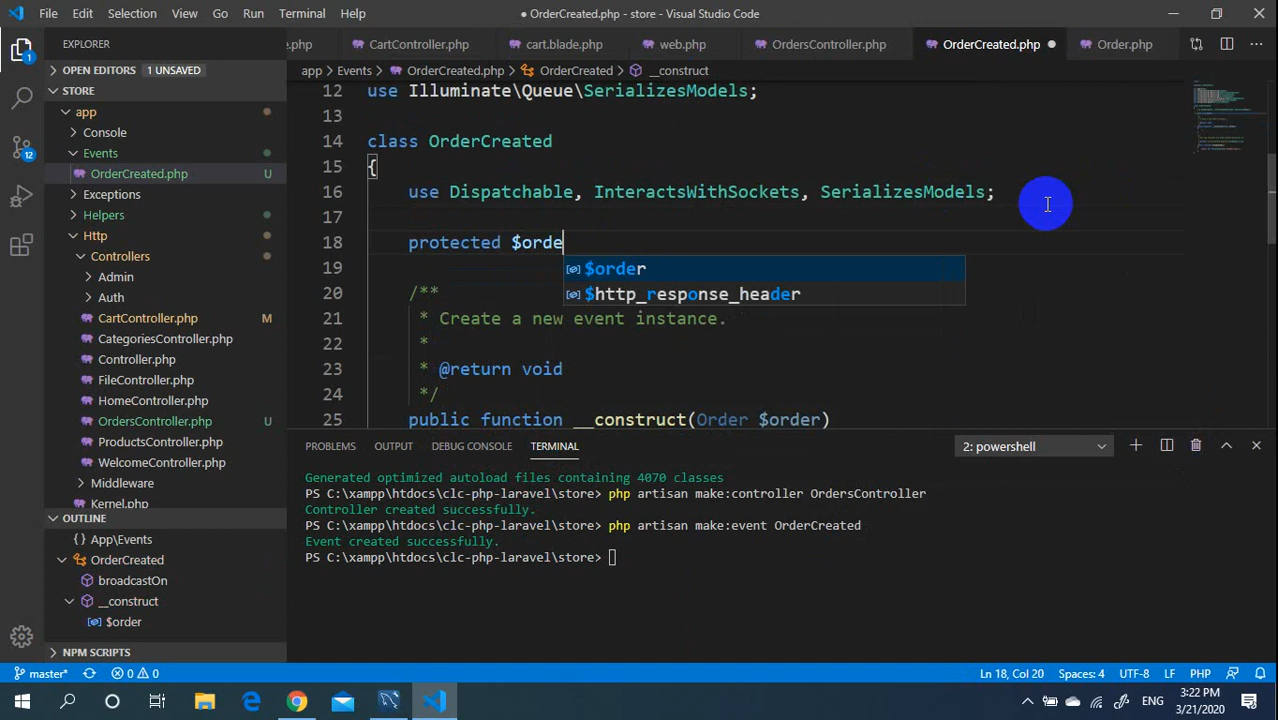 File Edit Selection View Go Run Terminal Help
● OrderCreated.php - store - Visual Studio Code
EXPLORER
e.php CartController.php cart.blade.php web.php OrdersController.php OrderCreated.php ● Order.php
OPEN EDITORS 1 UNSAVED
app > Events > OrderCreated.php > OrderCreated > __construct
STORE
app
Console
Events
OrderCreated.php U
Exceptions
Helpers
Http
Controllers
Admin
Auth
CartController.php M
CategoriesController.php
Controller.php
FileController.php
HomeController.php
OrdersController.php U
ProductsController.php
WelcomeController.php
Middleware
Kernel.php
OUTLINE
App\Events
OrderCreated
broadcastOn
__construct
$order
NPM SCRIPTS
1
12
12 use Illuminate\Queue\SerializesModels;
13
14 class OrderCreated
15 {
16 use Dispatchable, InteractsWithSockets, SerializesModels;
17
18 protected $orde
$order
$http_response_header
19
20 /**
21 * Create a new event instance.
22 *
23 * @return void
24 */
25 public function __construct(Order $order)
PROBLEMS OUTPUT DEBUG CONSOLE TERMINAL
2: powershell
Generated optimized autoload files containing 4070 classes
PS C:\xampp\htdocs\clc-php-laravel\store> php artisan make:controller OrdersController
Controller created successfully.
PS C:\xampp\htdocs\clc-php-laravel\store> php artisan make:event OrderCreated
Event created successfully.
PS C:\xampp\htdocs\clc-php-laravel\store>
master* 0 0
Ln 18, Col 20 Spaces: 4 UTF-8 LF PHP
ENG
3:22 PM
3/21/2020